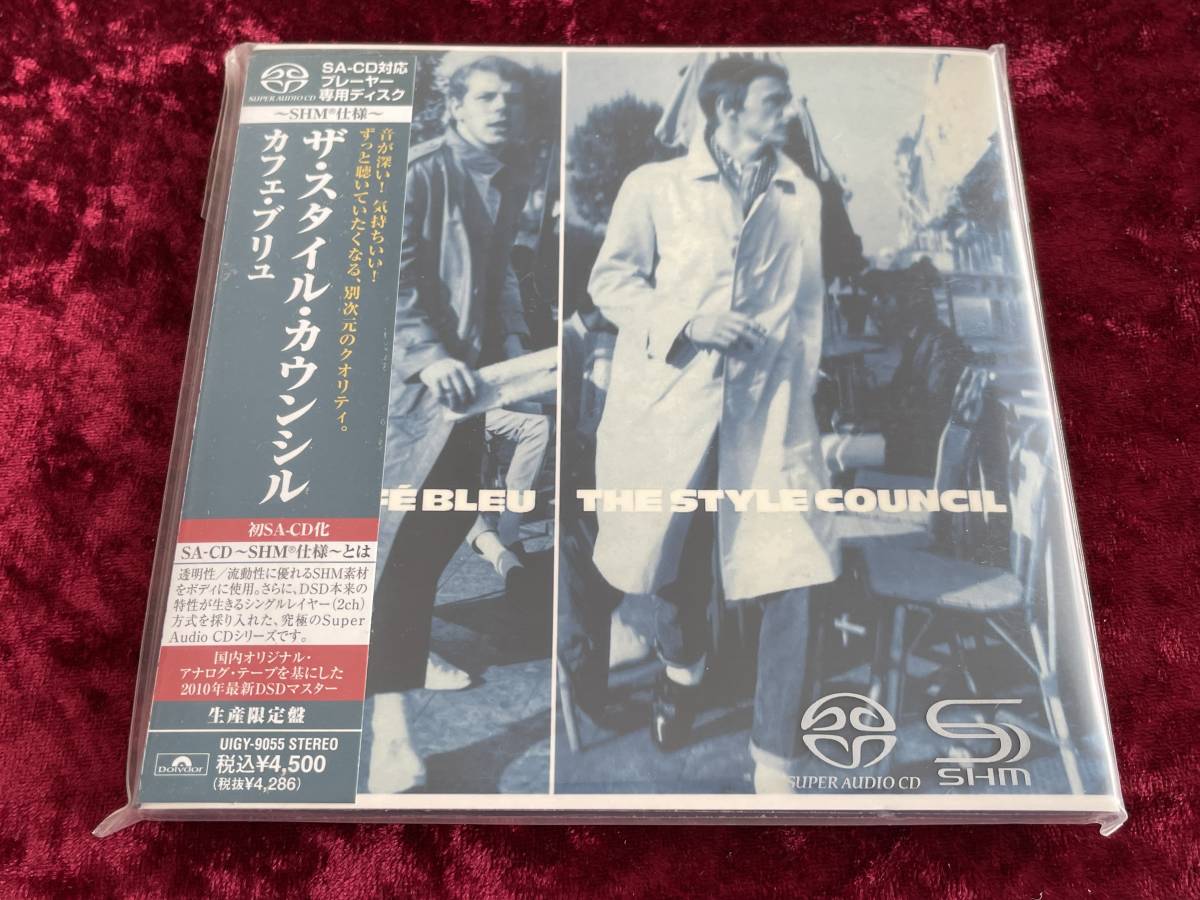 SUPER AUDIO CD
SA-CD対応
プレーヤー
専用ディスク
~SHM®仕様~
音が深い! 気持ちいい!
ずっと聴いていたくなる、別次元のクオリティ。
ザ・スタイル・カウンシル
カフェ・ブリュ
初SA-CD化
SA-CD~SHM®仕様~とは
透明性/流動性に優れるSHM素材
をボディに使用。さらに、DSD本来の
特性が生きるシングルレイヤー(2ch)
方式を採り入れた、究極のSuper
Audio CDシリーズです。
国内オリジナル・
アナログ・テープを基にした
2010年最新DSDマスター
生産限定盤
UIGY-9055 STEREO
Polydor
税込¥4,500
(税抜¥4,286)
FÉ BLEU
THE STYLE COUNCIL
SUPER AUDIO CD
SHM